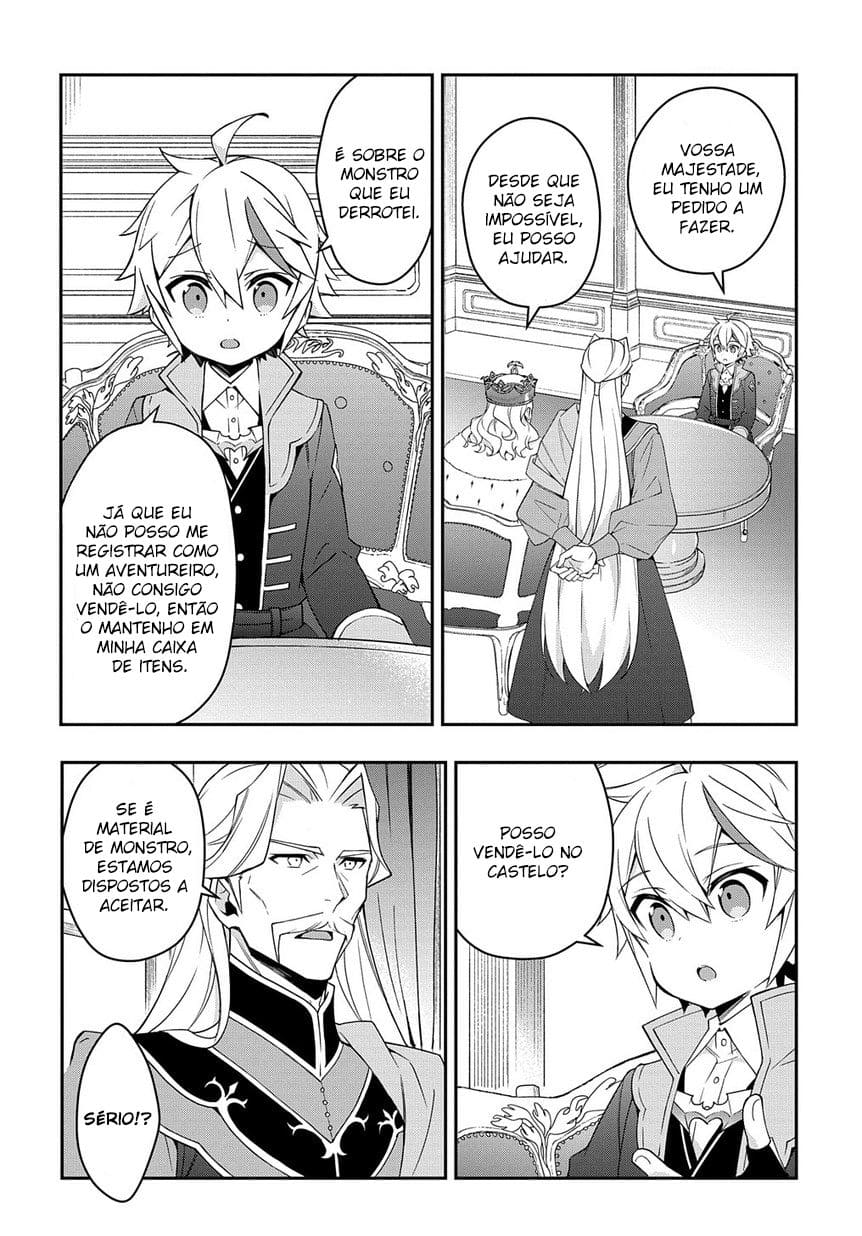 VOSSA
MAJESTADE,
EU TENHO UM
PEDIDO A
FAZER.
DESDE QUE
NÃO SEJA
IMPOSSÍVEL,
EU POSSO
AJUDAR.
É SOBRE O
MONSTRO
QUE EU
DERROTEI.
JÁ QUE EU
NÃO POSSO ME
REGISTRAR COMO
UM AVENTUREIRO,
NÃO CONSIGO
VENDÊ-LO, ENTÃO
O MANTENHO EM
MINHA CAIXA
DE ITENS.
POSSO
VENDÊ-LO NO
CASTELO?
SE É
MATERIAL
DE MONSTRO,
ESTAMOS
DISPOSTOS A
ACEITAR.
SÉRIO!?